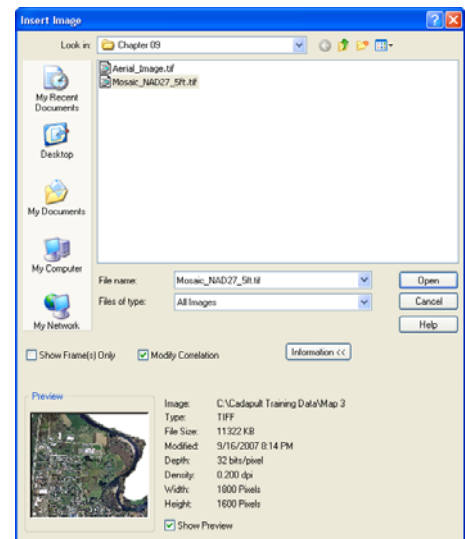 Insert Image
Look in: Chapter 09
Aerial_Image.tif
Mosaic_NAD27_5ft.tif
My Recent
Documents
Desktop
My Documents
My Computer
My Network
File name: Mosaic_NAD27_5ft.tif Open
Files of type: All Images Cancel
Help
Show Frame(s) Only Modify Correlation Information <<
Preview
Image: C:\Cadapult Training Data\Map 3
Type: TIFF
File Size: 11322 KB
Modified: 9/16/2007 8:14 PM
Depth: 32 bits/pixel
Density: 0.200 dpi
Width: 1800 Pixels
Height: 1600 Pixels
Show Preview